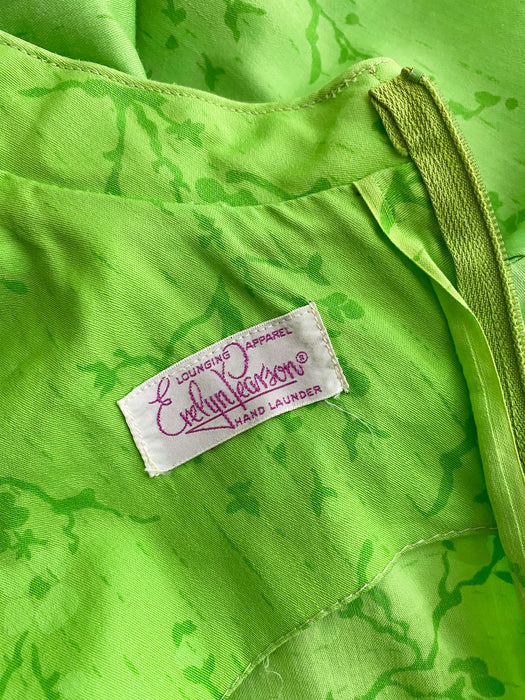 LOUNGING APPAREL
Evelyn Pearson®
HAND LAUNDER